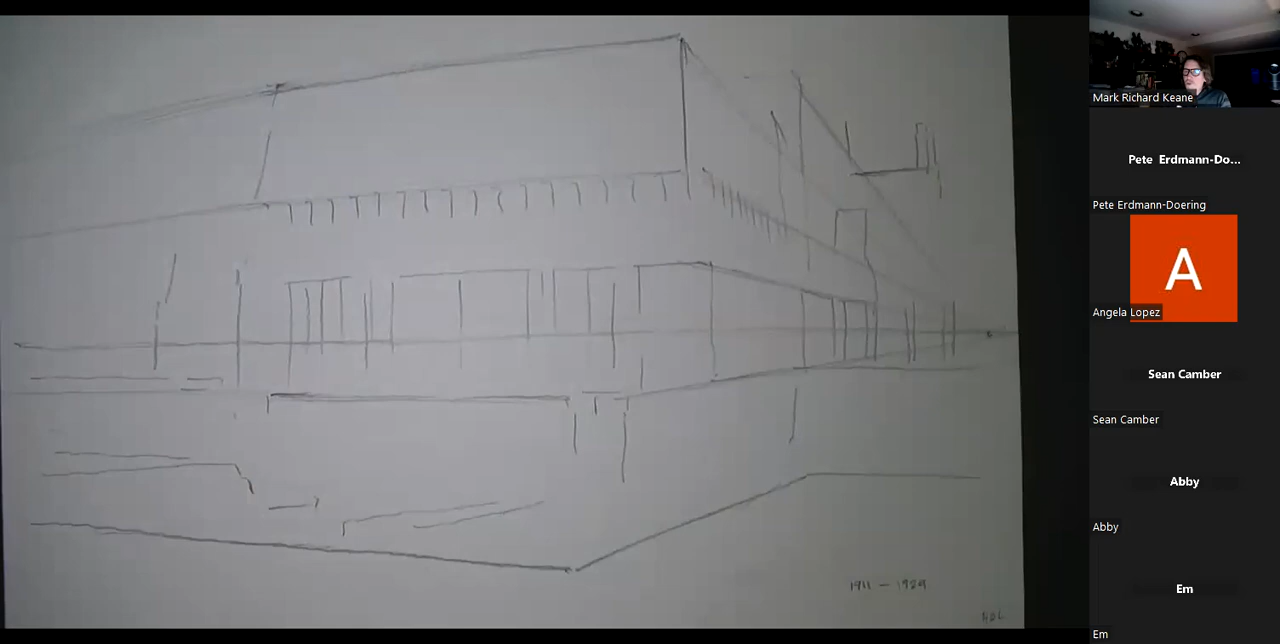 Mark Richard Keane
Pete Erdmann-Do...
Pete Erdmann-Doering
A
Angela Lopez
Sean Camber
Sean Camber
Abby
Abby
Em
Em
1911 - 1929